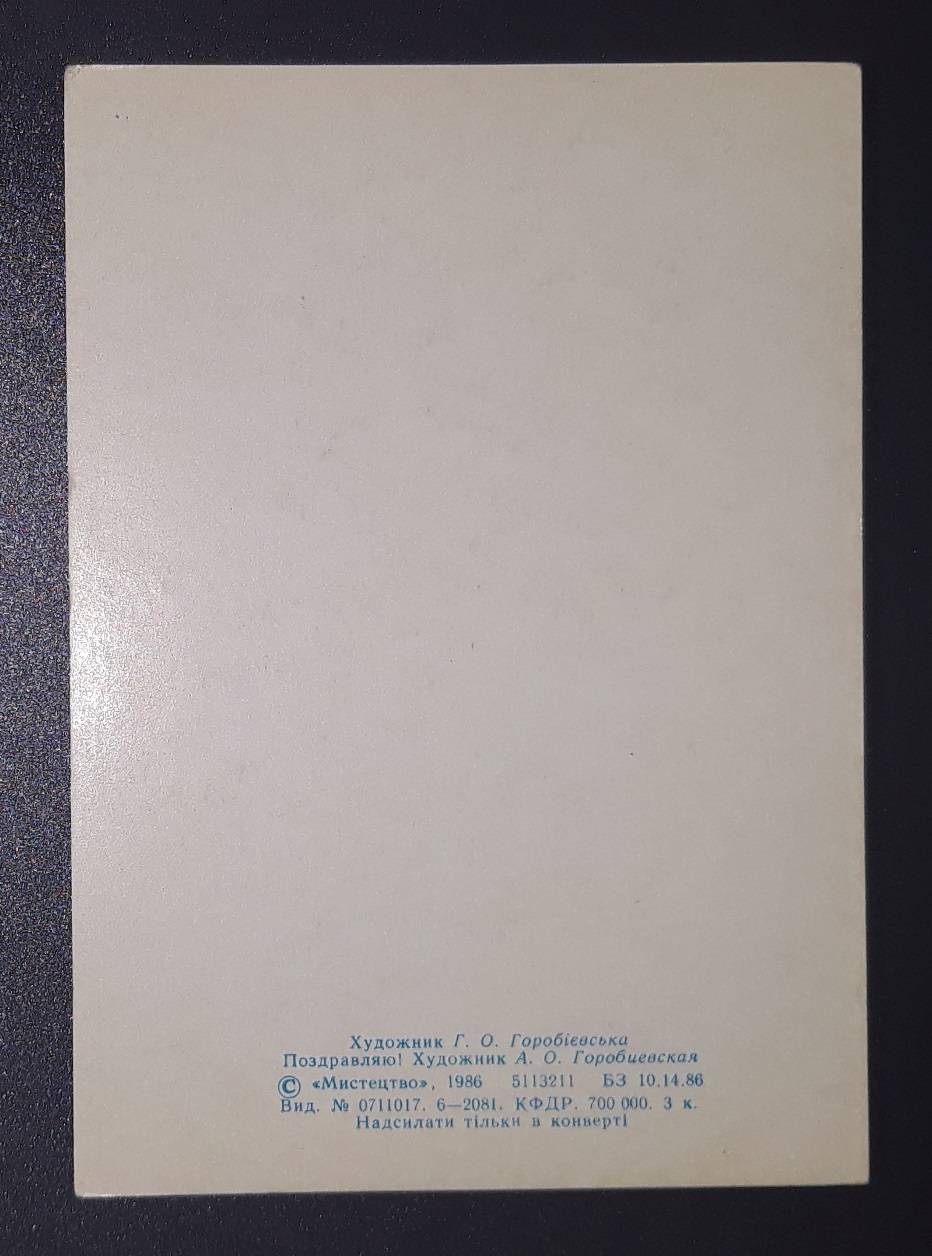 Художник Г. О. Горобієвська
Поздравляю! Художник А. О. Горобиевская
© «Мистецтво», 1986 5113211 БЗ 10.14.86
Вид. № 0711017. 6—2081. КФДР. 700 000. 3 к.
Надсилати тільки в конверті